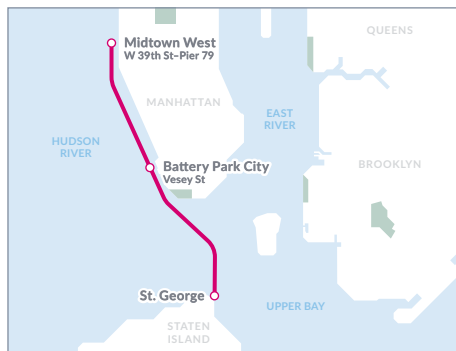 QUEENS
Midtown West
W 39th St–Pier 79
MANHATTAN
EAST
RIVER
HUDSON
RIVER
BROOKLYN
Battery Park City
Vesey St
St. George
UPPER BAY
STATEN
ISLAND